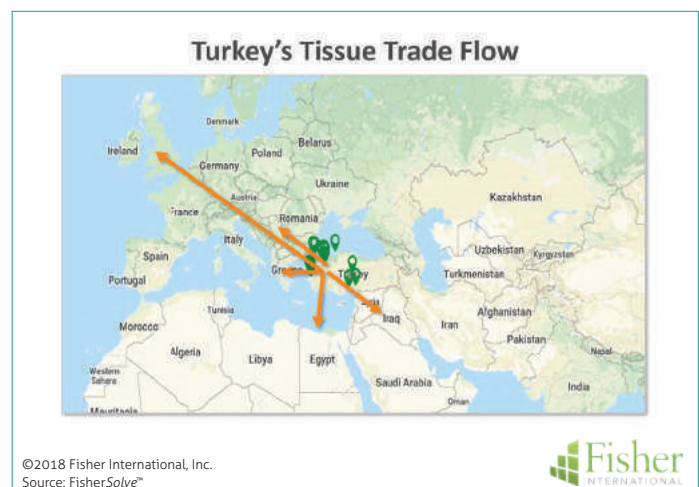 Turkey's Tissue Trade Flow
Denmark
Ireland
Poland
Belarus
Germany
Ukraine
Austria
France
Kazakhstan
Romania
Italy
Uzbekistan
Kyrgyzstan
Spain
Turkmenistan
Portugal
Syria
Tunisia
Iraq
Afghanistan
Morocco
Iran
Pakistan
Algeria
Libya
Egypt
Nepal
Western
Sahara
Saudi Arabia
India
Oman
Mauritania
©2018 Fisher International, Inc.
Source: FisherSolve™
Fisher
INTERNATIONAL